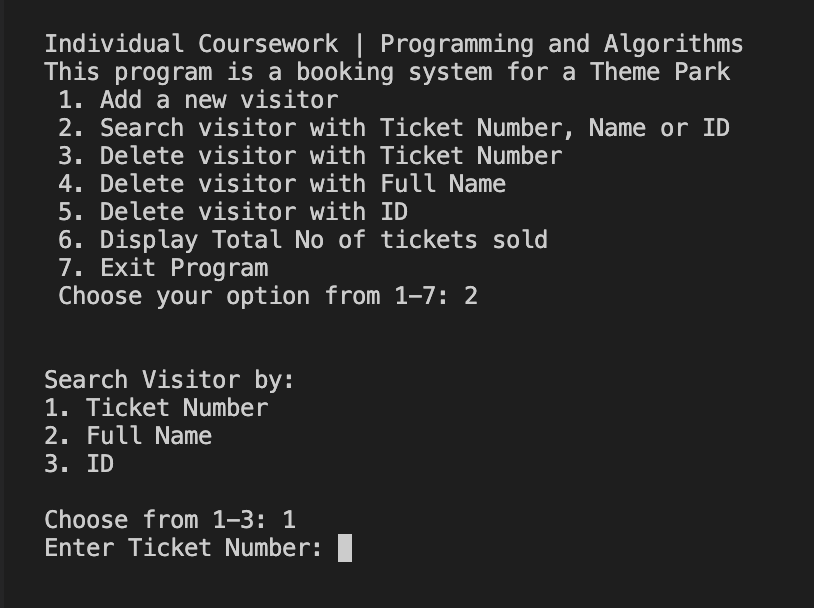 Individual Coursework | Programming and Algorithms
This program is a booking system for a Theme Park
1. Add a new visitor
2. Search visitor with Ticket Number, Name or ID
3. Delete visitor with Ticket Number
4. Delete visitor with Full Name
5. Delete visitor with ID
6. Display Total No of tickets sold
7. Exit Program
Choose your option from 1-7: 2
Search Visitor by:
1. Ticket Number
2. Full Name
3. ID
Choose from 1-3: 1
Enter Ticket Number: